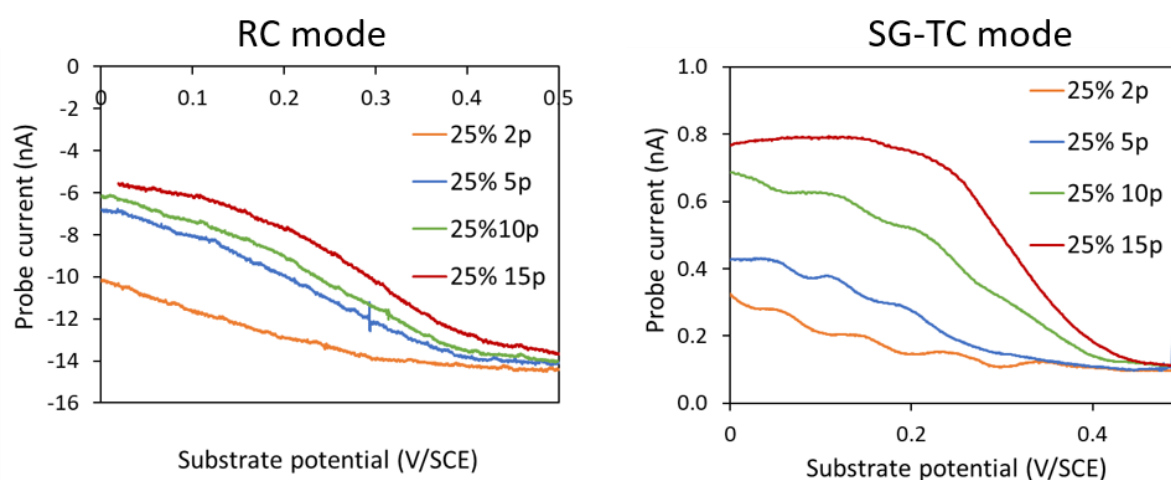 RC mode
0
-2
-4
-6
-8
-10
-12
-14
-16
0
0.1
0.2
0.3
0.4
0.5
25% 2p
25% 5p
25%10p
25% 15p
Probe current (nA)
Substrate potential (V/SCE)
SG-TC mode
1.0
0.8
0.6
0.4
0.2
0.0
0
0.2
0.4
25% 2p
25% 5p
25% 10p
25% 15p
Probe current (nA)
Substrate potential (V/SCE)